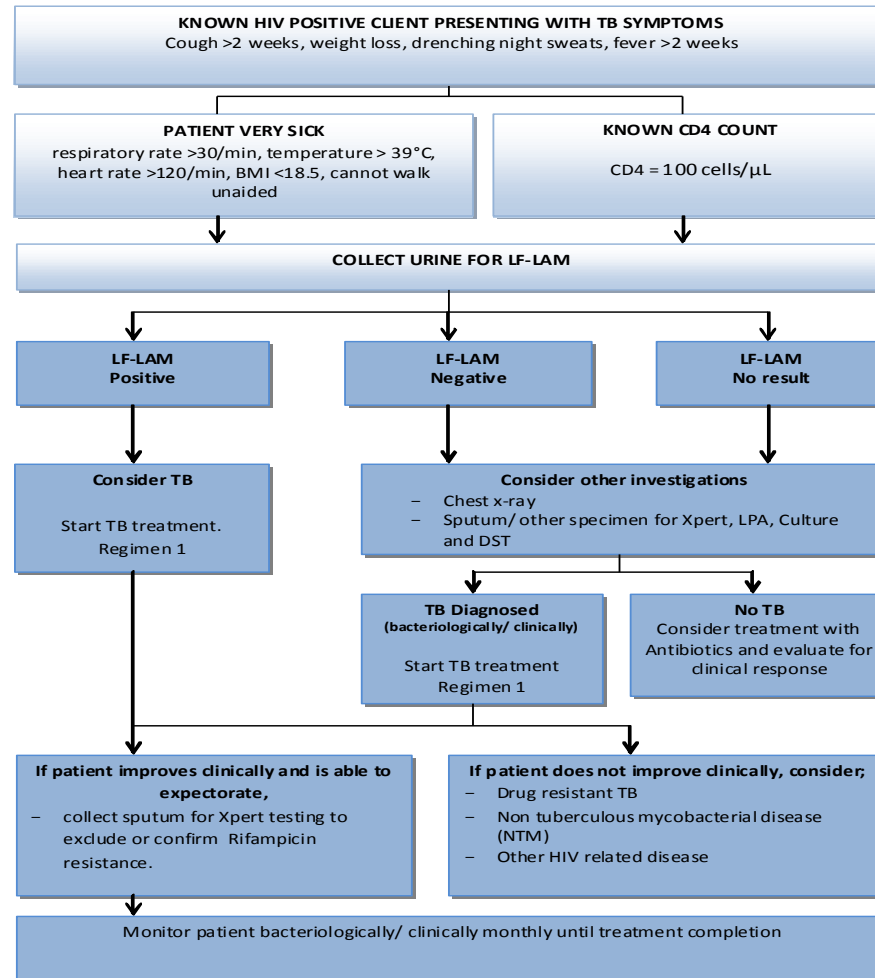 KNOWN HIV POSITIVE CLIENT PRESENTING WITH TB SYMPTOMS
Cough >2 weeks, weight loss, drenching night sweats, fever >2 weeks
PATIENT VERY SICK
respiratory rate >30/min, temperature > 39°C,
heart rate >120/min, BMI <18.5, cannot walk
unaided
KNOWN CD4 COUNT
CD4 = 100 cells/µL
COLLECT URINE FOR LF-LAM
LF-LAM
Positive
LF-LAM
Negative
LF-LAM
No result
Consider TB
Start TB treatment.
Regimen 1
Consider other investigations
– Chest x-ray
– Sputum/ other specimen for Xpert, LPA, Culture
and DST
TB Diagnosed
(bacteriologically/ clinically)
Start TB treatment
Regimen 1
No TB
Consider treatment with
Antibiotics and evaluate for
clinical response
If patient improves clinically and is able to
expectorate,
– collect sputum for Xpert testing to
exclude or confirm Rifampicin
resistance.
If patient does not improve clinically, consider;
– Drug resistant TB
– Non tuberculous mycobacterial disease
(NTM)
– Other HIV related disease
Monitor patient bacteriologically/ clinically monthly until treatment completion